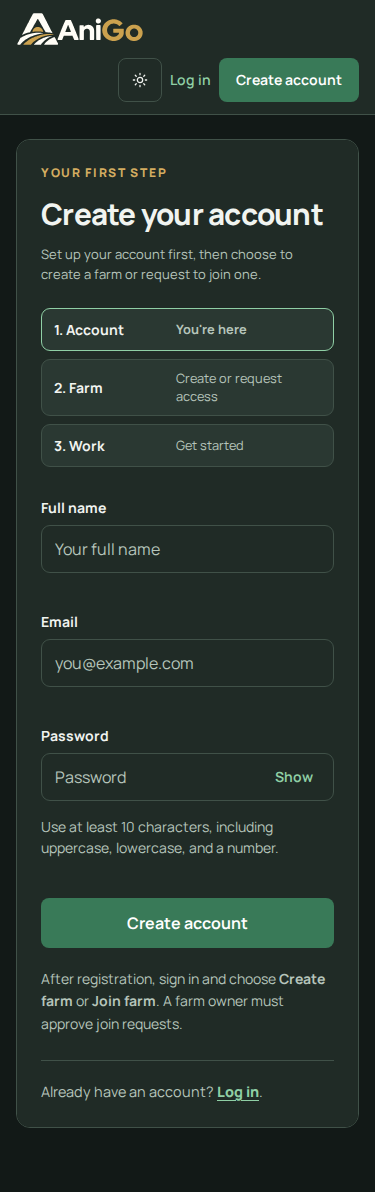 AniGo
Log in
Create account
YOUR FIRST STEP
Create your account
Set up your account first, then choose to
create a farm or request to join one.
1. Account
You're here
2. Farm
Create or request
access
3. Work
Get started
Full name
Your full name
Email
you@example.com
Password
Password
Show
Use at least 10 characters, including
uppercase, lowercase, and a number.
Create account
After registration, sign in and choose Create
farm or Join farm. A farm owner must
approve join requests.
Already have an account? Log in.